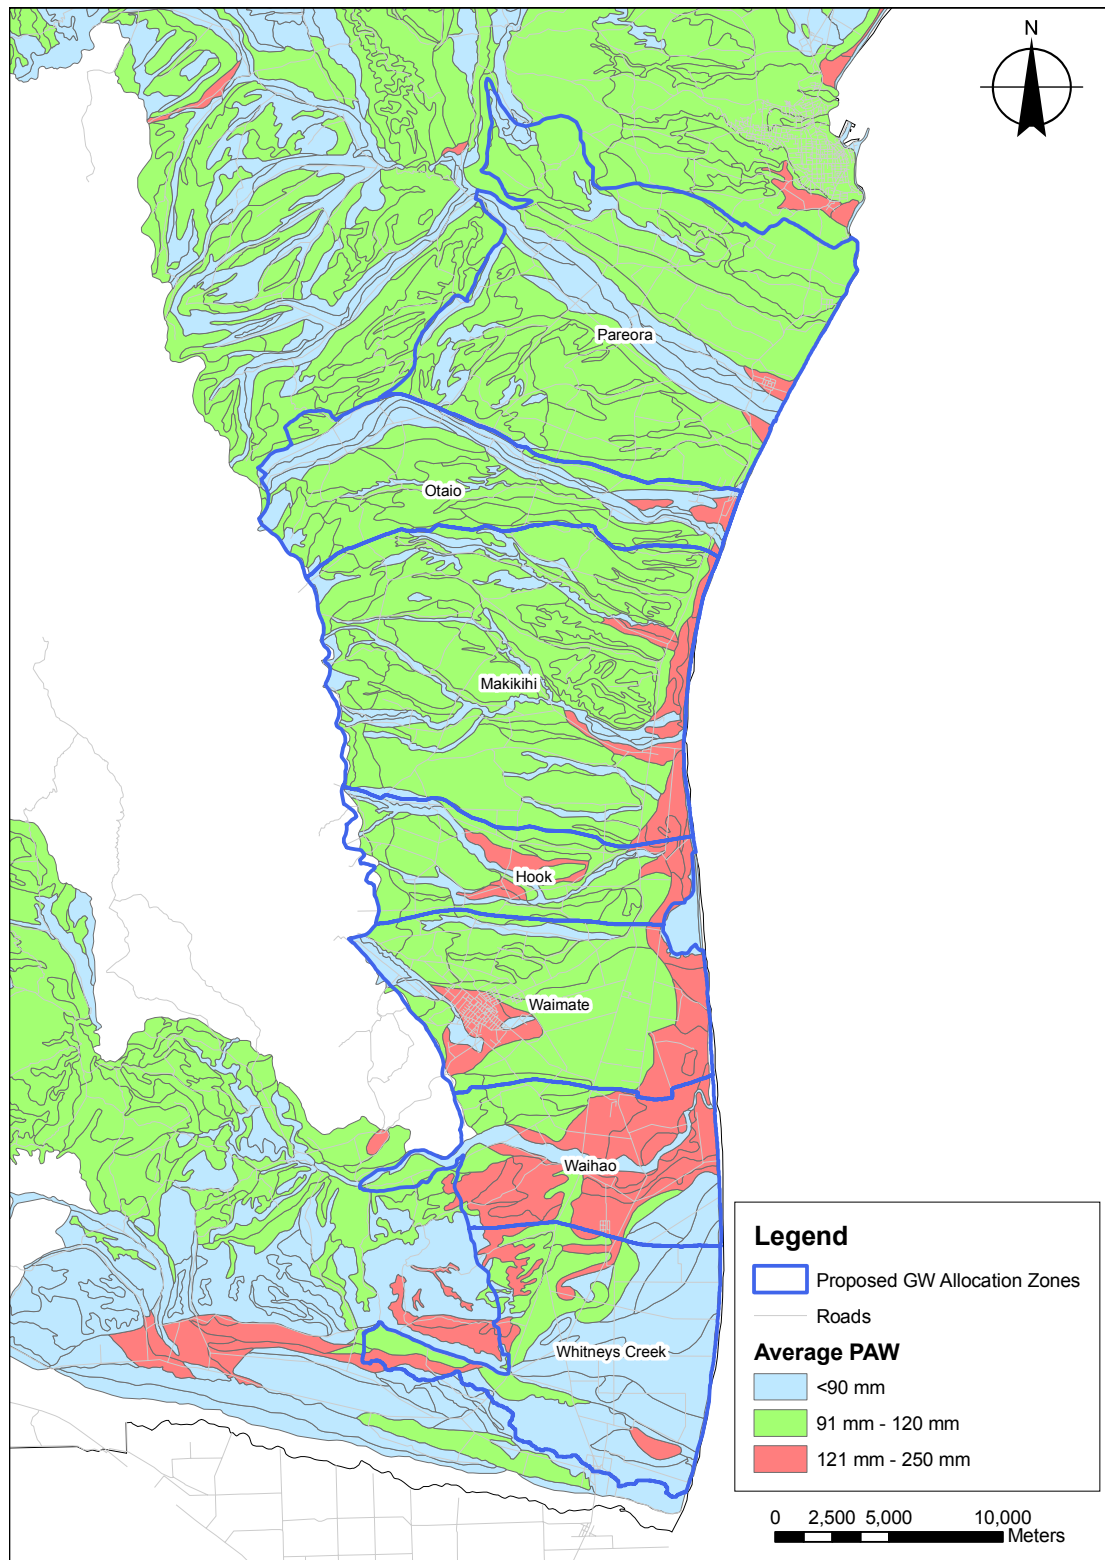 N
Pareora
Otaio
Makikihi
Hook
Waimate
Waihao
Whitneys Creek
Legend
Proposed GW Allocation Zones
Roads
Average PAW
<90 mm
91 mm - 120 mm
121 mm - 250 mm
0 2,500 5,000 10,000
Meters